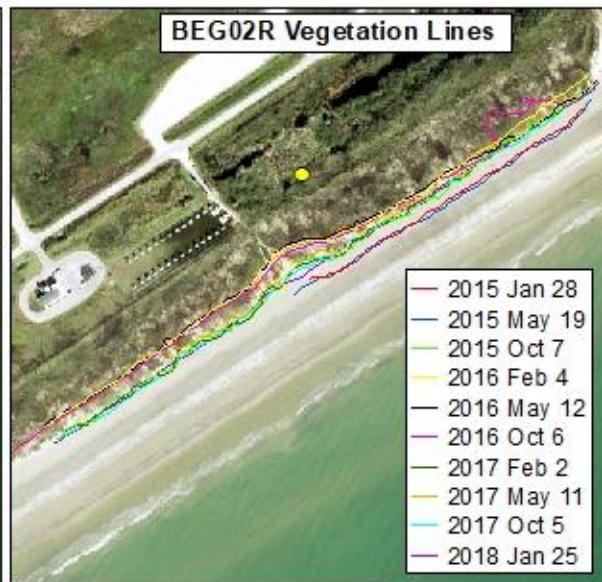 BEG02R Vegetation Lines
2015 Jan 28
2015 May 19
2015 Oct 7
2016 Feb 4
2016 May 12
2016 Oct 6
2017 Feb 2
2017 May 11
2017 Oct 5
2018 Jan 25